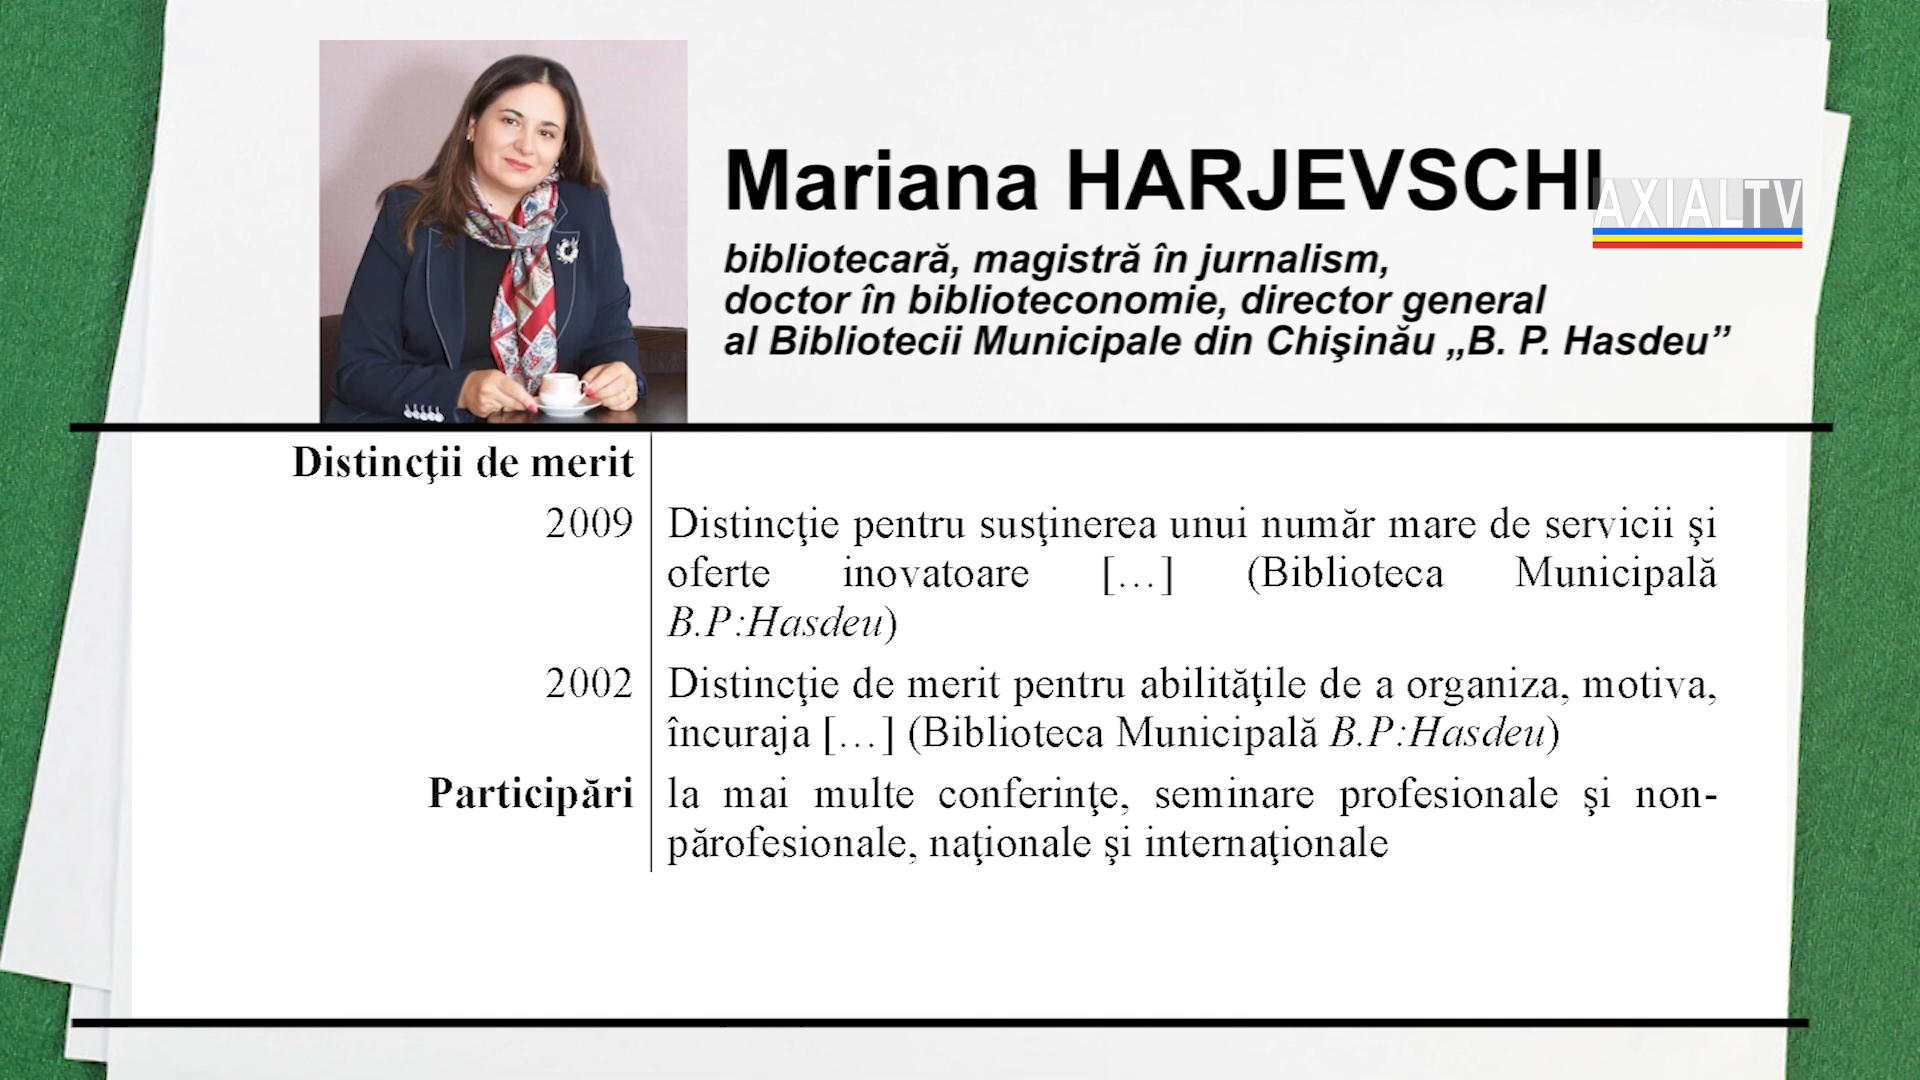 Mariana HARJEVSCHI
AXIALTV
bibliotecară, magistră în jurnalism,
doctor în biblioteconomie, director general
al Bibliotecii Municipale din Chişinău „B. P. Hasdeu”
Distincţii de merit
2009 Distincţie pentru susţinerea unui număr mare de servicii şi
oferte inovatoare […] (Biblioteca Municipală
B.P:Hasdeu)
2002 Distincţie de merit pentru abilităţile de a organiza, motiva,
încuraja […] (Biblioteca Municipală B.P:Hasdeu)
Participări la mai multe conferinţe, seminare profesionale şi non-
părofesionale, naţionale şi internaţionale